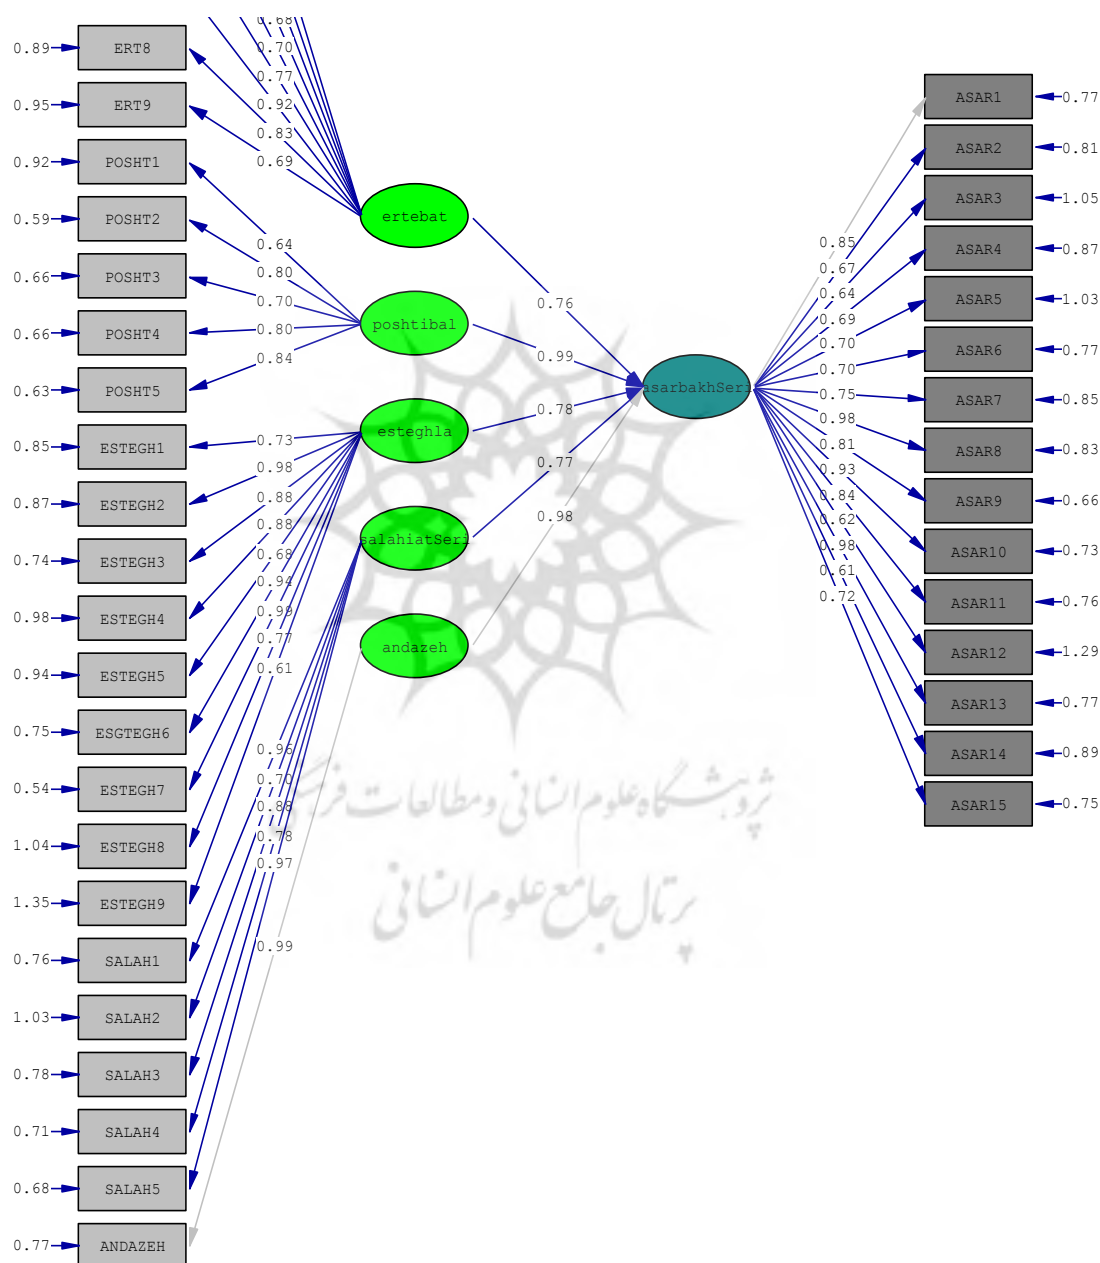 0.89 ERT8
0.95 ERT9
0.92 POSHT1
0.59 POSHT2
0.66 POSHT3
0.66 POSHT4
0.63 POSHT5
0.85 ESTEGH1
0.87 ESTEGH2
0.74 ESTEGH3
0.98 ESTEGH4
0.94 ESTEGH5
0.75 ESGTEGH6
0.54 ESTEGH7
1.04 ESTEGH8
1.35 ESTEGH9
0.76 SALAH1
1.03 SALAH2
0.78 SALAH3
0.71 SALAH4
0.68 SALAH5
0.77 ANDAZEH
0.68
0.70
0.77
0.92
0.83
0.69
0.64
0.80
0.70
0.80
0.84
0.73
0.98
0.88
0.88
0.68
0.94
0.99
0.77
0.61
0.96
0.70
0.88
0.78
0.97
0.99
ertebat
poshtibal
esteghla
salahiatSeri
andazeh
0.76
0.99
0.78
0.77
0.98
asarbakhSeri
0.85
0.67
0.64
0.69
0.70
0.70
0.75
0.98
0.81
0.93
0.84
0.62
0.98
0.61
0.72
ASAR1 0.77
ASAR2 0.81
ASAR3 1.05
ASAR4 0.87
ASAR5 1.03
ASAR6 0.77
ASAR7 0.85
ASAR8 0.83
ASAR9 0.66
ASAR10 0.73
ASAR11 0.76
ASAR12 1.29
ASAR13 0.77
ASAR14 0.89
ASAR15 0.75
پژوهشگاه علوم انسانی و مطالعات فرهنگی
پرتال جامع علوم انسانی